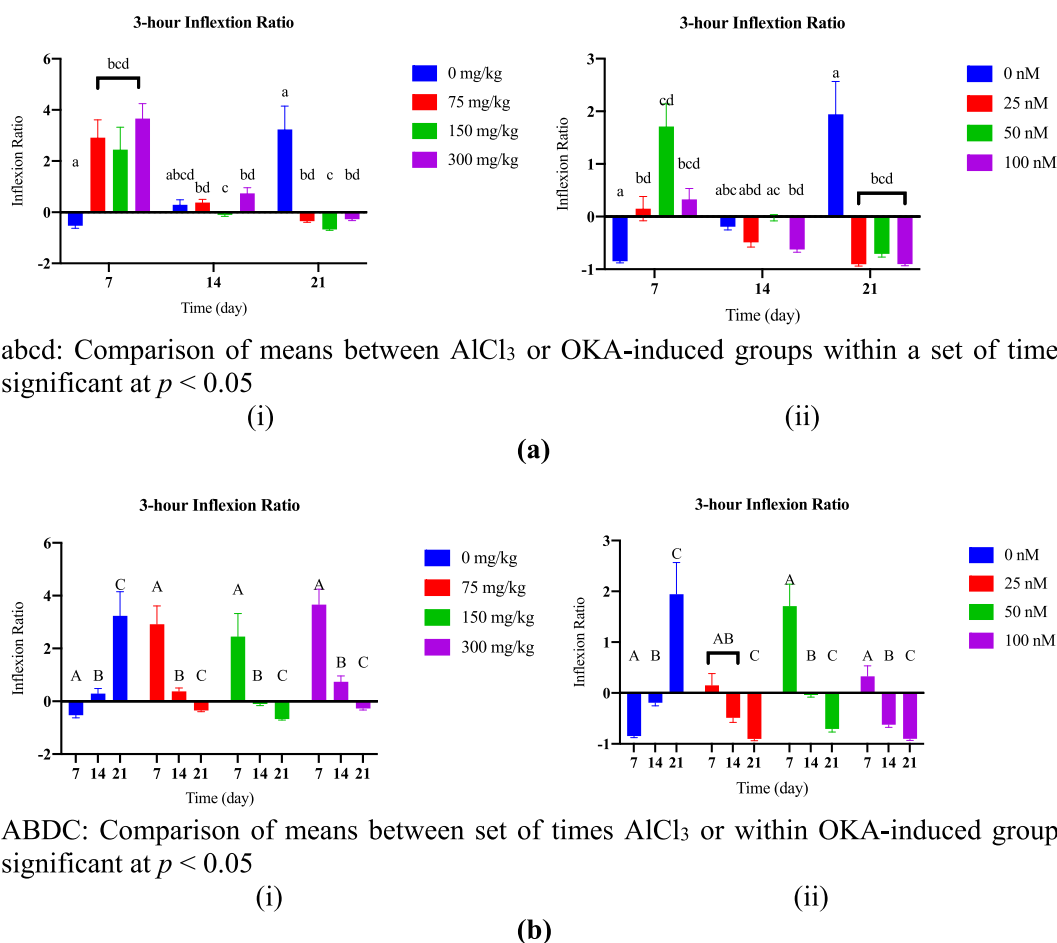 3-hour Inflextion Ratio
6
4
2
0
-2
Inflexion Ratio
a
bcd
abcd
bd
c
bd
a
bd
c
bd
7
14
21
Time (day)
0 mg/kg
75 mg/kg
150 mg/kg
300 mg/kg
3-hour Inflexion Ratio
3
2
1
0
-1
Inflexion Ratio
a
bd
cd
bcd
abc
abd
ac
bd
a
bcd
7
14
21
Time (day)
0 nM
25 nM
50 nM
100 nM
abcd: Comparison of means between AlCl₃ or OKA-induced groups within a set of time
significant at p < 0.05
(i)
(ii)
(a)
3-hour Inflexion Ratio
6
4
2
0
-2
Inflexion Ratio
A B C
A B C
A B C
A B C
7 14 21 7 14 21 7 14 21 7 14 21
Time (day)
0 mg/kg
75 mg/kg
150 mg/kg
300 mg/kg
3-hour Inflexion Ratio
3
2
1
0
-1
Inflexion Ratio
A B C
AB C
A B C
A B C
7 14 21 7 14 21 7 14 21 7 14 21
Time (day)
0 nM
25 nM
50 nM
100 nM
ABDC: Comparison of means between set of times AlCl₃ or within OKA-induced group
significant at p < 0.05
(i)
(ii)
(b)